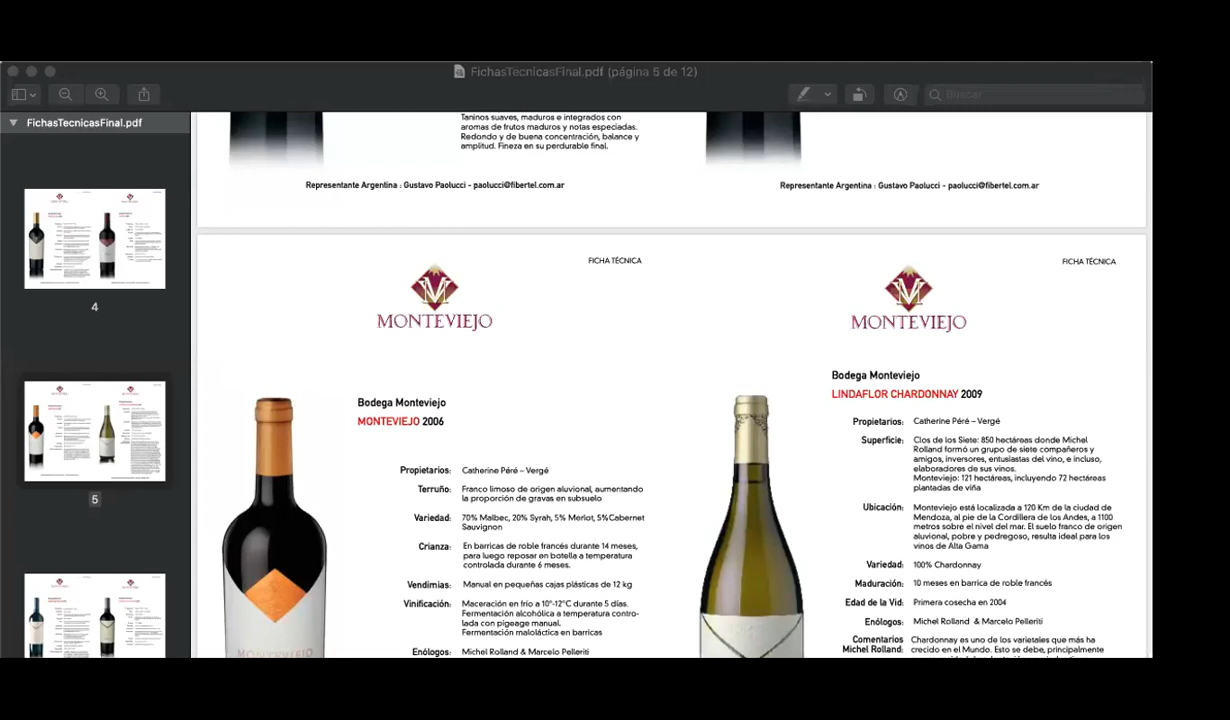 FichasTecnicasFinal.pdf (página 5 de 12)
Buscar
FichasTecnicasFinal.pdf
4
5
Taninos suaves, maduros e integrados con
aromas de frutos maduros y notas especiadas.
Redondo y de buena concentración, balance y
amplitud. Fineza en su perdurable final.
Representante Argentina : Gustavo Paolucci - paolucci@fibertel.com.ar
Representante Argentina : Gustavo Paolucci - paolucci@fibertel.com.ar
FICHA TÉCNICA
MONTEVIEJO
Bodega Monteviejo
MONTEVIEJO 2006
Propietarios: Catherine Péré – Vergé
Terruño: Franco limoso de origen aluvional, aumentando
la proporción de gravas en subsuelo
Variedad: 70% Malbec, 20% Syrah, 5% Merlot, 5%Cabernet
Sauvignon
Crianza: En barricas de roble francés durante 14 meses,
para luego reposar en botella a temperatura
controlada durante 6 meses.
Vendimias: Manual en pequeñas cajas plásticas de 12 kg
Vinificación: Maceración en frío a 10°-12°C durante 5 días.
Fermentación alcohólica a temperatura contro-
lada con pigeage manual.
Fermentación maloláctica en barricas
Enólogos: Michel Rolland & Marcelo Pelleriti
MONTEVIEJO
FICHA TÉCNICA
MONTEVIEJO
Bodega Monteviejo
LINDAFLOR CHARDONNAY 2009
Propietarios: Catherine Péré – Vergé
Superficie: Clos de los Siete: 850 hectáreas donde Michel
Rolland formó un grupo de siete compañeros y
amigos, inversores, entusiastas del vino, e incluso,
elaboradores de sus vinos.
Monteviejo: 121 hectáreas, incluyendo 72 hectáreas
plantadas de viña
Ubicación: Monteviejo está localizada a 120 Km de la ciudad de
Mendoza, al pie de la Cordillera de los Andes, a 1100
metros sobre el nivel del mar. El suelo franco de origen
aluvional, pobre y pedregoso, resulta ideal para los
vinos de Alta Gama
Variedad: 100% Chardonnay
Maduración: 10 meses en barrica de roble francés
Edad de la Vid: Primera cosecha en 2004
Enólogos: Michel Rolland & Marcelo Pelleriti
Comentarios Chardonnay es uno de los varietales que más ha
Michel Rolland: crecido en el Mundo. Esto se debe, principalmente